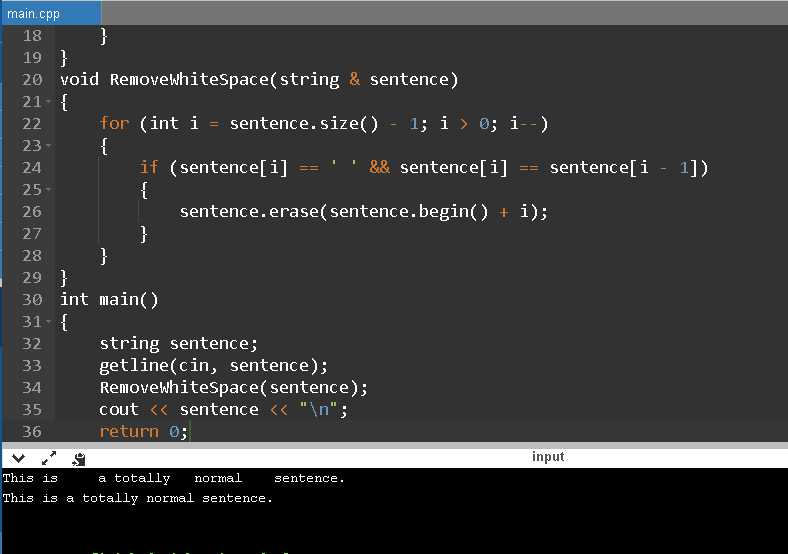 main.cpp
18 }
19 }
20 void RemoveWhiteSpace(string & sentence)
21 {
22 for (int i = sentence.size() - 1; i > 0; i--)
23 {
24 if (sentence[i] == ' ' && sentence[i] == sentence[i - 1])
25 {
26 sentence.erase(sentence.begin() + i);
27 }
28 }
29 }
30 int main()
31 {
32 string sentence;
33 getline(cin, sentence);
34 RemoveWhiteSpace(sentence);
35 cout << sentence << "\n";
36 return 0;
input
This is     a totally   normal    sentence.
This is a totally normal sentence.